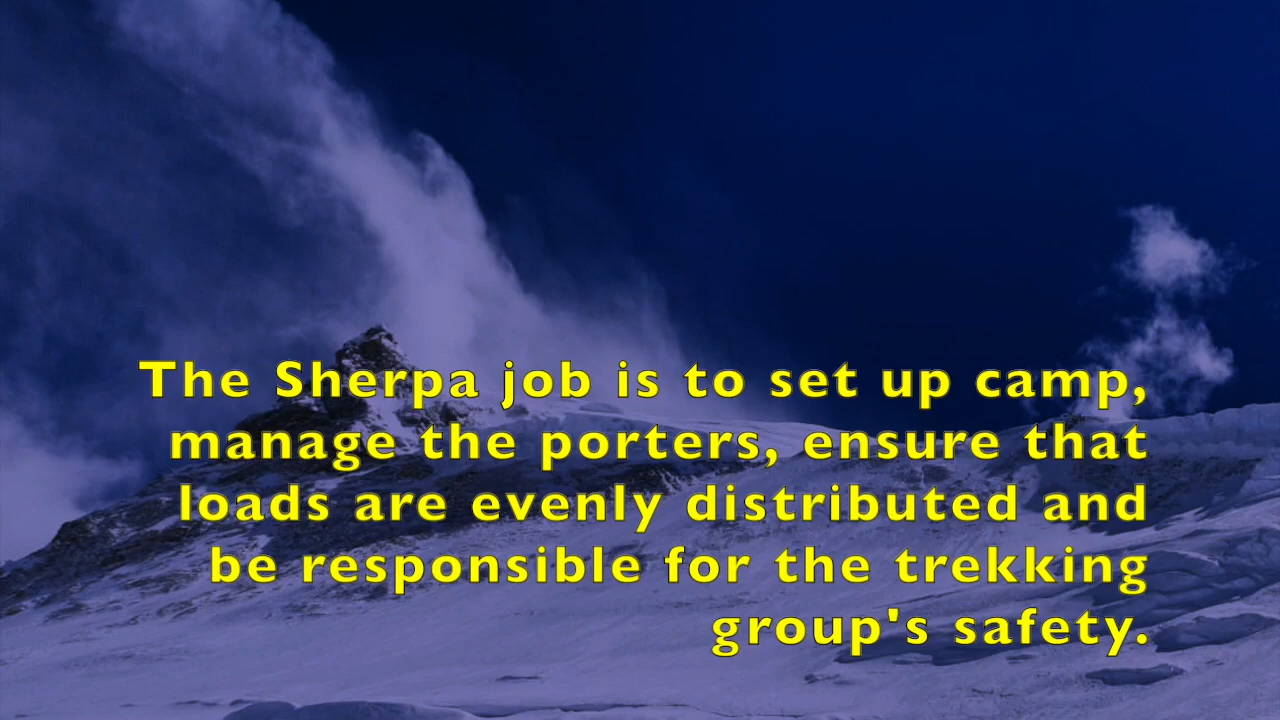 The Sherpa job is to set up camp,
manage the porters, ensure that
loads are evenly distributed and
be responsible for the trekking
group's safety.